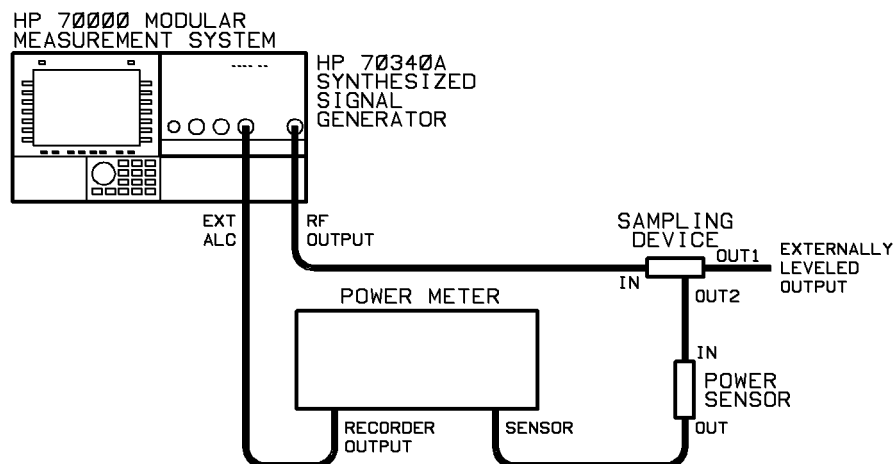 HP 70000 MODULAR
MEASUREMENT SYSTEM
HP 70340A
SYNTHESIZED
SIGNAL
GENERATOR
EXT
ALC
RF
OUTPUT
SAMPLING
DEVICE
IN
OUT1
OUT2
EXTERNALLY
LEVELED
OUTPUT
POWER METER
IN
POWER
SENSOR
OUT
RECORDER
OUTPUT
SENSOR